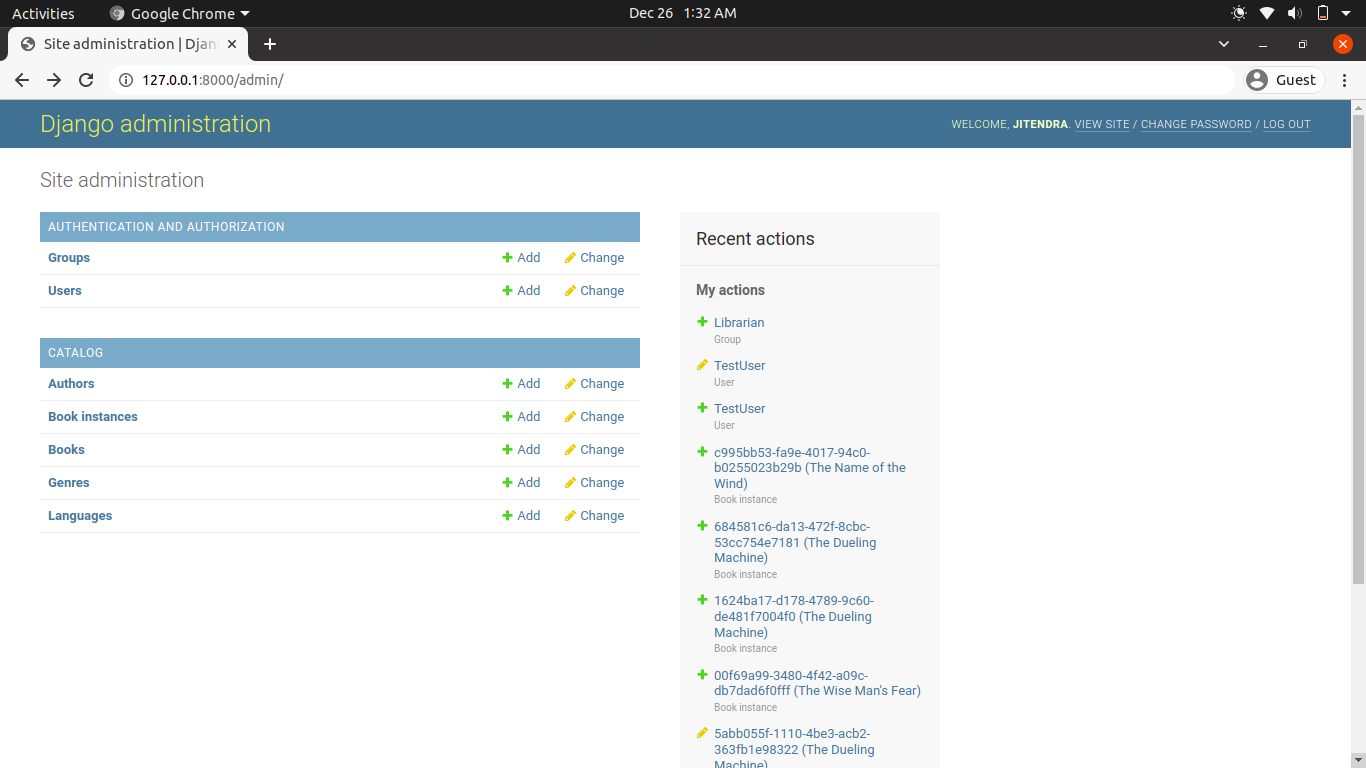 Activities
Google Chrome
Dec 26 1:32 AM
Site administration | Djan
127.0.0.1:8000/admin/
Guest
Django administration
WELCOME, JITENDRA. VIEW SITE / CHANGE PASSWORD / LOG OUT
Site administration
AUTHENTICATION AND AUTHORIZATION
Groups Add Change
Users Add Change
CATALOG
Authors Add Change
Book instances Add Change
Books Add Change
Genres Add Change
Languages Add Change
Recent actions
My actions
Librarian
Group
TestUser
User
TestUser
User
c995bb53-fa9e-4017-94c0-
b0255023b29b (The Name of the
Wind)
Book instance
684581c6-da13-472f-8cbc-
53cc754e7181 (The Dueling
Machine)
Book instance
1624ba17-d178-4789-9c60-
de481f7004f0 (The Dueling
Machine)
Book instance
00f69a99-3480-4f42-a09c-
db7dad6f0fff (The Wise Man's Fear)
Book instance
5abb055f-1110-4be3-acb2-
363fb1e98322 (The Dueling
Machine)